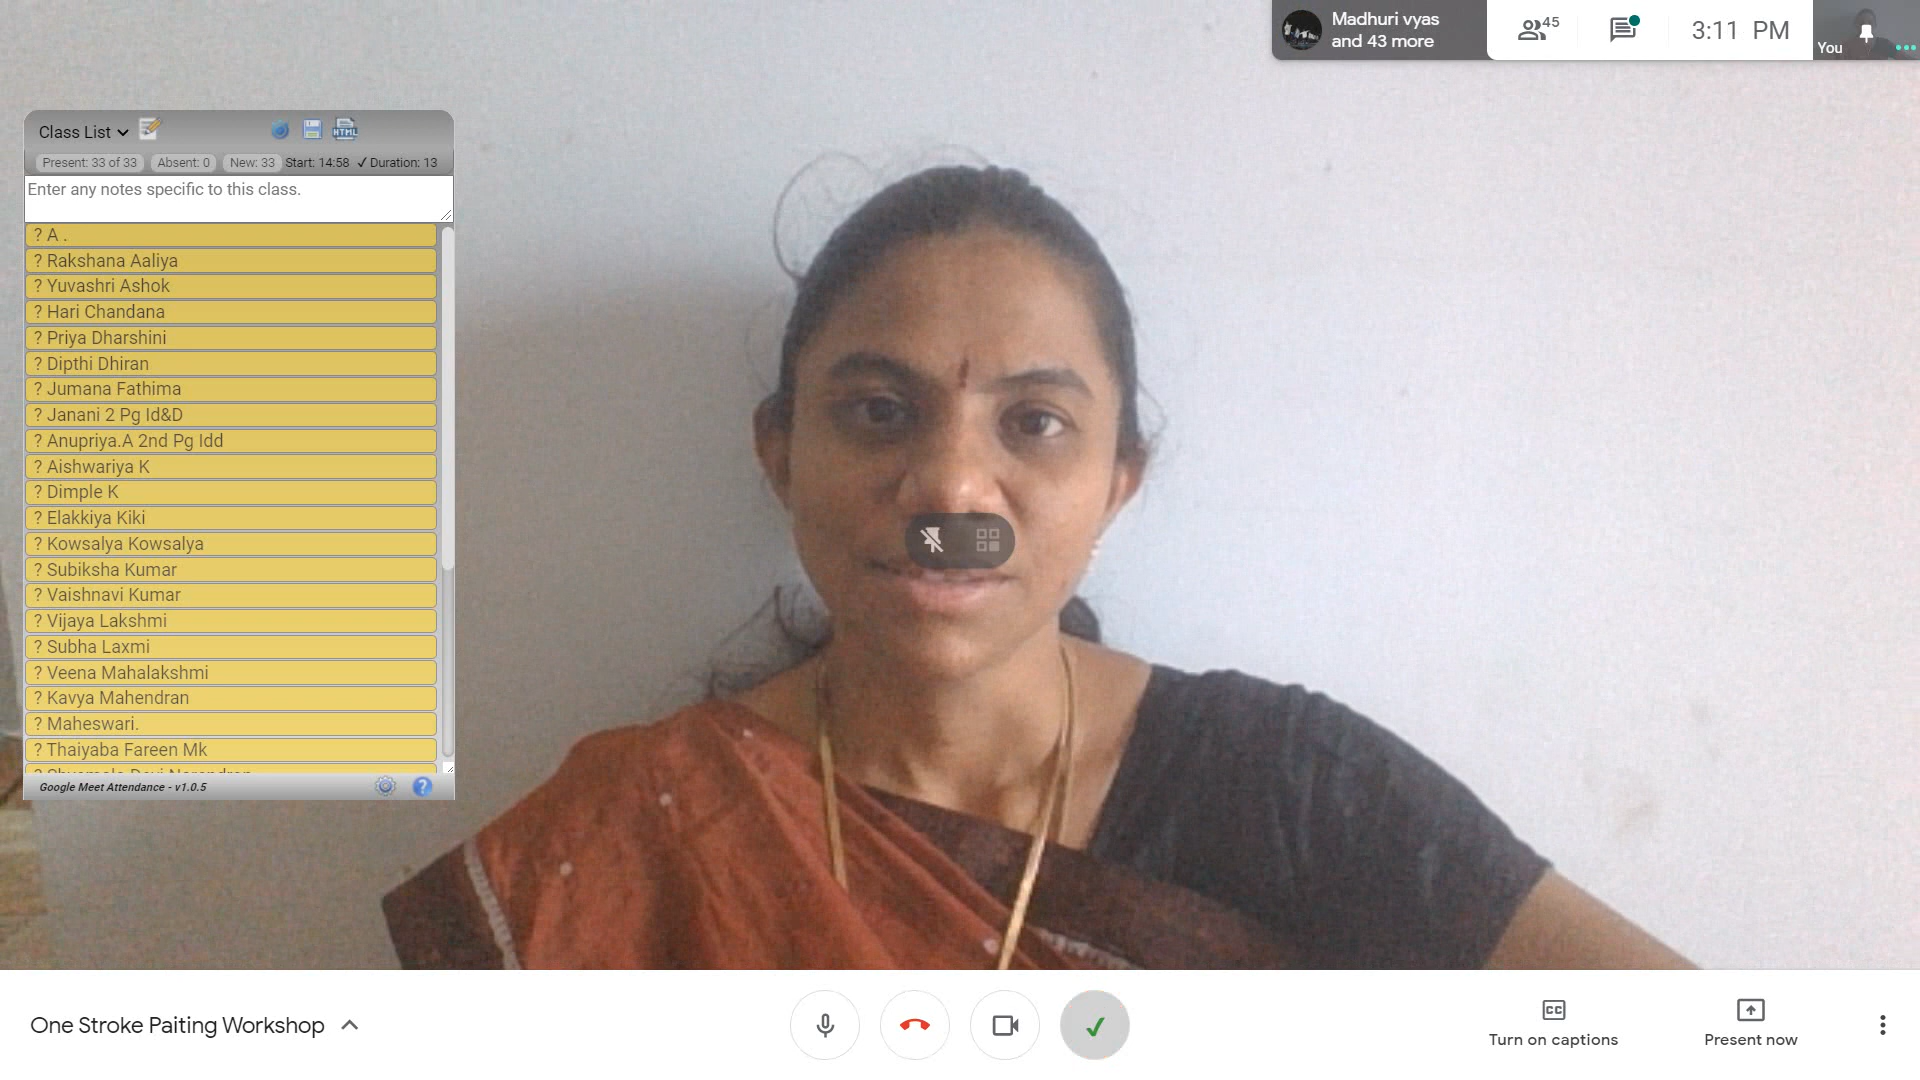 Madhuri vyas
and 43 more
45
3:11 PM
You
Class List
HTML
Present: 33 of 33 Absent: 0 New: 33 Start: 14:58 ✓ Duration: 13
Enter any notes specific to this class.
? A .
? Rakshana Aaliya
? Yuvashri Ashok
? Hari Chandana
? Priya Dharshini
? Dipthi Dhiran
? Jumana Fathima
? Janani 2 Pg Id&D
? Anupriya.A 2nd Pg Idd
? Aishwariya K
? Dimple K
? Elakkiya Kiki
? Kowsalya Kowsalya
? Subiksha Kumar
? Vaishnavi Kumar
? Vijaya Lakshmi
? Subha Laxmi
? Veena Mahalakshmi
? Kavya Mahendran
? Maheswari.
? Thaiyaba Fareen Mk
Google Meet Attendance - v1.0.5
?
One Stroke Paiting Workshop
CC
Turn on captions
Present now